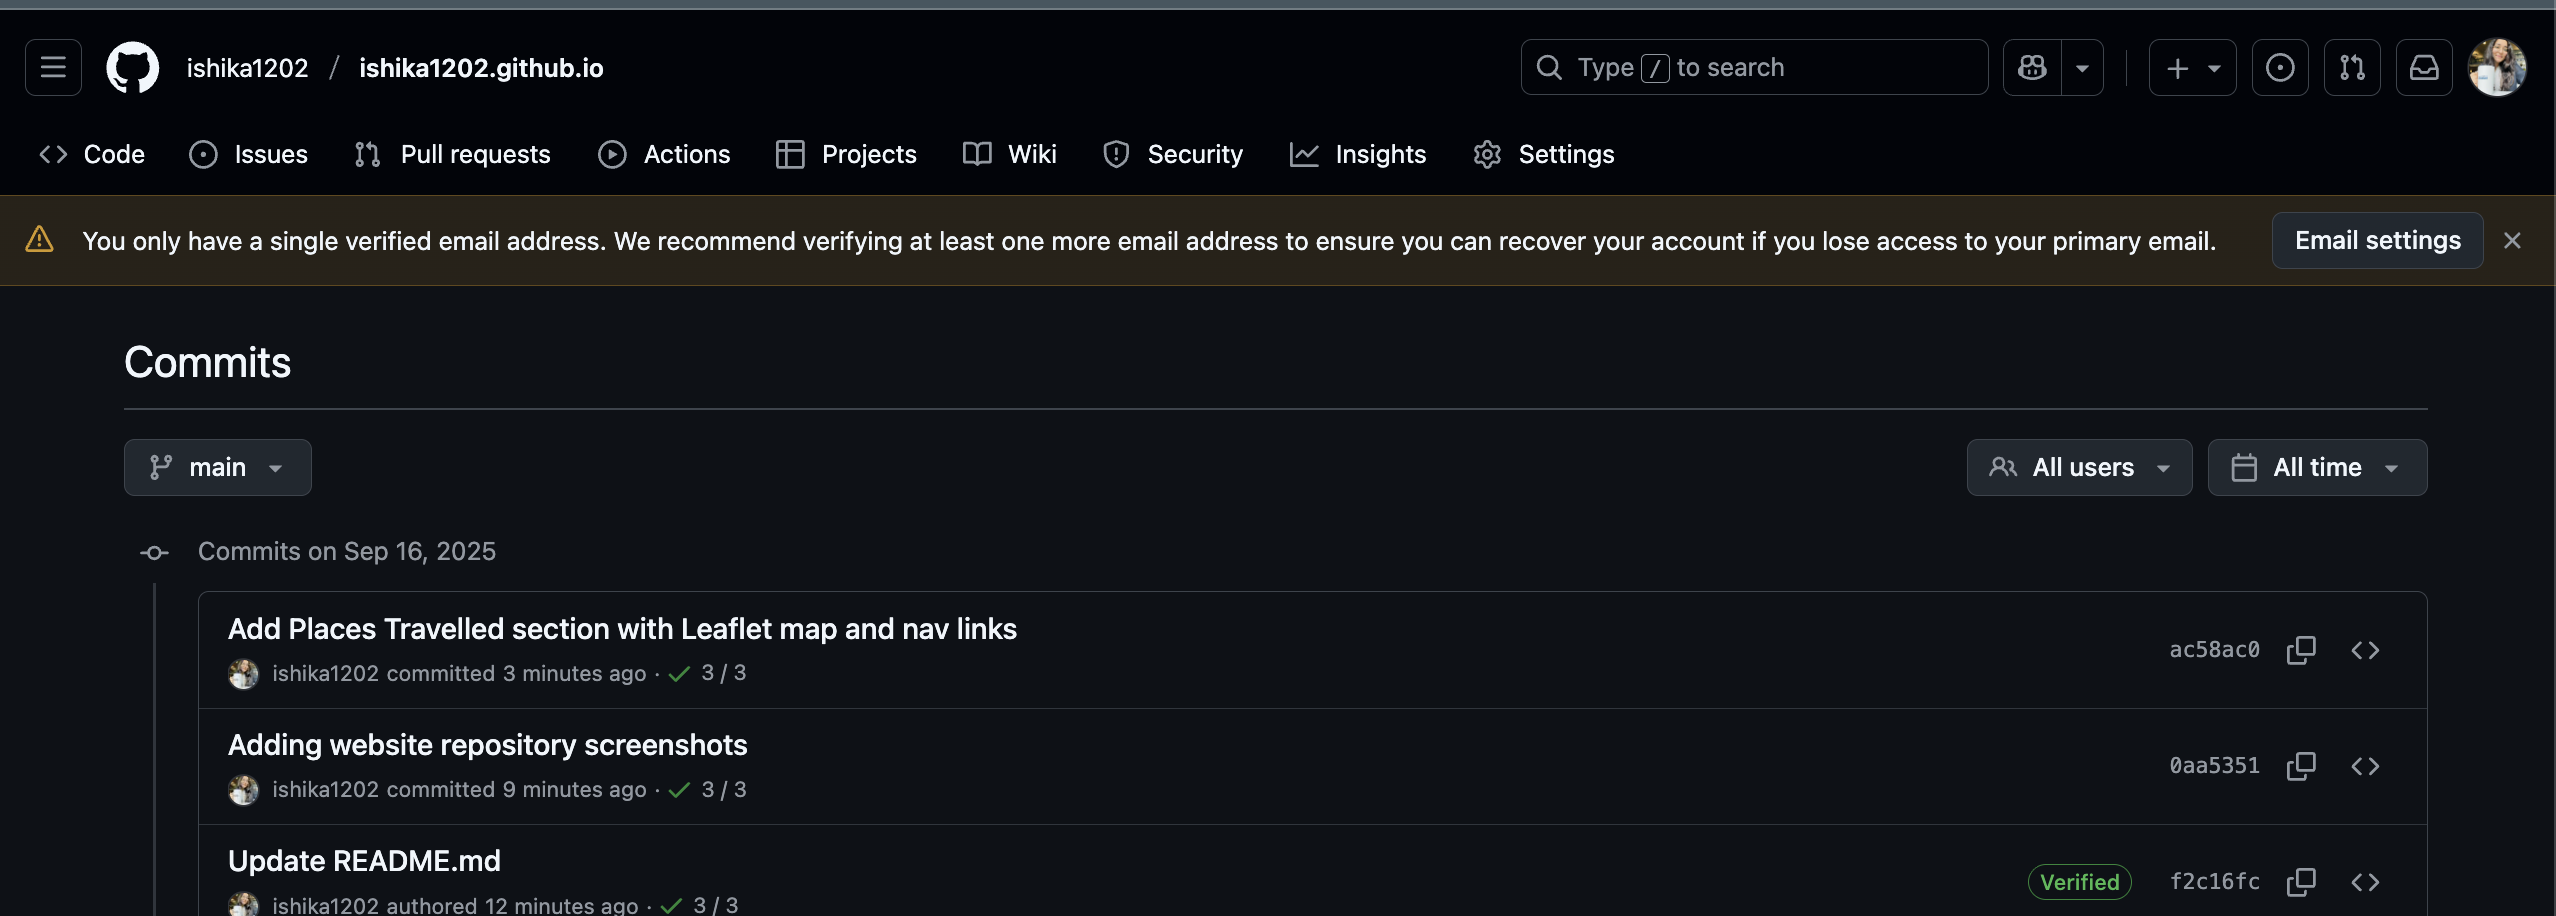 ishika1202 / ishika1202.github.io
Type / to search
Code Issues Pull requests Actions Projects Wiki Security Insights Settings
You only have a single verified email address. We recommend verifying at least one more email address to ensure you can recover your account if you lose access to your primary email.
Email settings
Commits
main
All users
All time
Commits on Sep 16, 2025
Add Places Travelled section with Leaflet map and nav links
ishika1202 committed 3 minutes ago · 3 / 3
ac58ac0
Adding website repository screenshots
ishika1202 committed 9 minutes ago · 3 / 3
0aa5351
Update README.md
ishika1202 authored 12 minutes ago · 3 / 3
Verified
f2c16fc